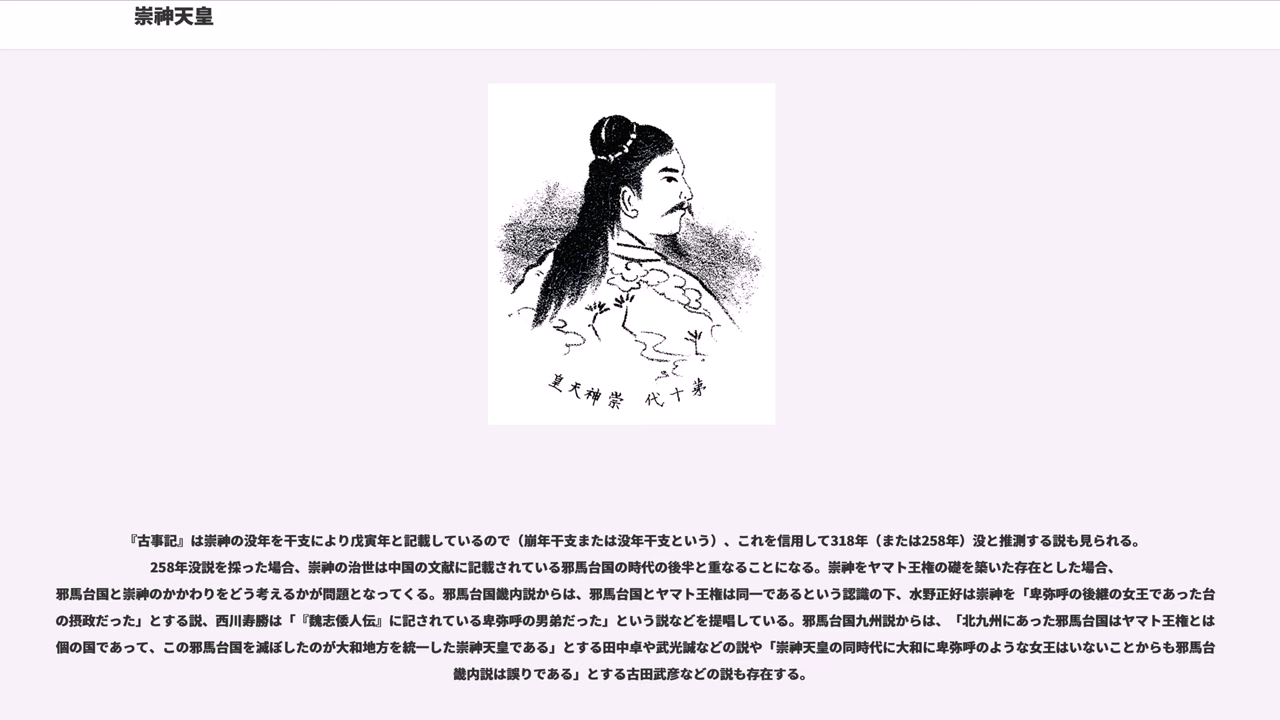 崇神天皇
第十代 崇神天皇
『古事記』は崇神の没年を干支により戊寅年と記載しているので（崩年干支または没年干支という）、これを信用して318年（または258年）没と推測する説も見られる。
258年没説を採った場合、崇神の治世は中国の文献に記載されている邪馬台国の時代の後半と重なることになる。崇神をヤマト王権の礎を築いた存在とした場合、
邪馬台国と崇神のかかわりをどう考えるかが問題となってくる。邪馬台国畿内説からは、邪馬台国とヤマト王権は同一であるという認識の下、水野正好は崇神を「卑弥呼の後継の女王であった台
の摂政だった」とする説、西川寿勝は「『魏志倭人伝』に記されている卑弥呼の男弟だった」という説などを提唱している。邪馬台国九州説からは、「北九州にあった邪馬台国はヤマト王権とは
個の国であって、この邪馬台国を滅ぼしたのが大和地方を統一した崇神天皇である」とする田中卓や武光誠などの説や「崇神天皇の同時代に大和に卑弥呼のような女王はいないことからも邪馬台
畿内説は誤りである」とする古田武彦などの説も存在する。